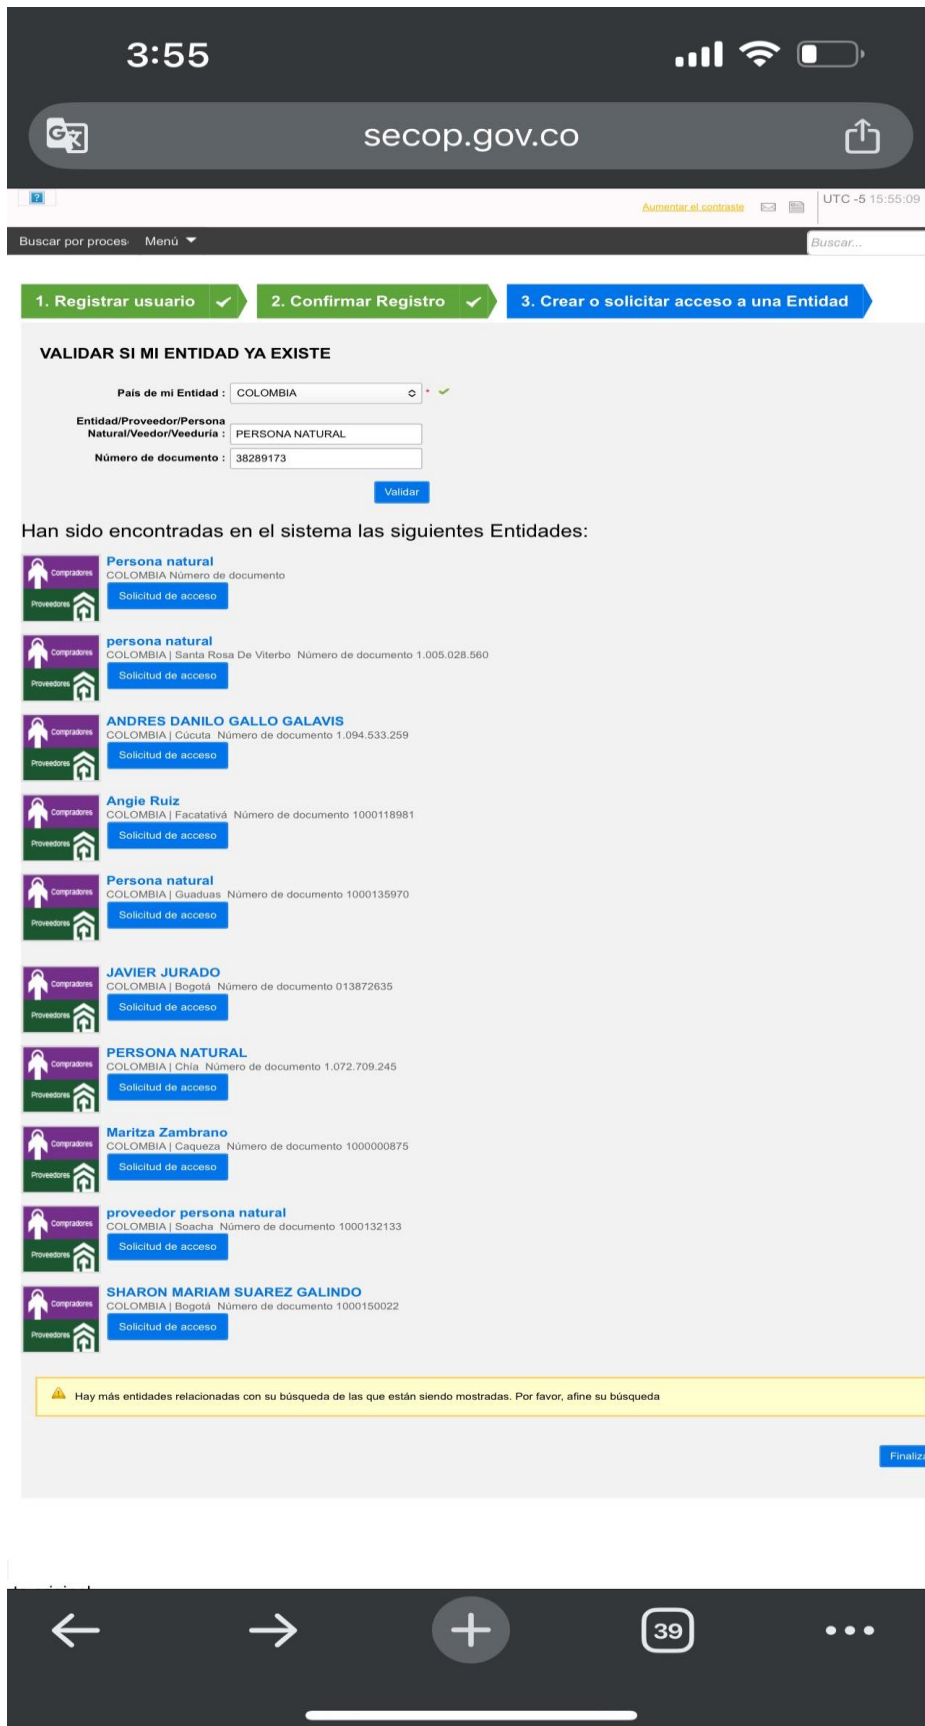 3:55
secop.gov.co
Aumentar el contraste
UTC -5 15:55:09
Buscar por proces
Menú
Buscar...
1. Registrar usuario
2. Confirmar Registro
3. Crear o solicitar acceso a una Entidad
VALIDAR SI MI ENTIDAD YA EXISTE
País de mi Entidad : COLOMBIA *
Entidad/Proveedor/Persona
Natural/Veedor/Veeduría : PERSONA NATURAL
Número de documento : 38289173
Validar
Han sido encontradas en el sistema las siguientes Entidades:
Compradores
Proveedores
Persona natural
COLOMBIA Número de documento
Solicitud de acceso
Compradores
Proveedores
persona natural
COLOMBIA | Santa Rosa De Viterbo Número de documento 1.005.028.560
Solicitud de acceso
Compradores
Proveedores
ANDRES DANILO GALLO GALAVIS
COLOMBIA | Cúcuta Número de documento 1.094.533.259
Solicitud de acceso
Compradores
Proveedores
Angie Ruiz
COLOMBIA | Facatativá Número de documento 1000118981
Solicitud de acceso
Compradores
Proveedores
Persona natural
COLOMBIA | Guaduas Número de documento 1000135970
Solicitud de acceso
Compradores
Proveedores
JAVIER JURADO
COLOMBIA | Bogotá Número de documento 013872635
Solicitud de acceso
Compradores
Proveedores
PERSONA NATURAL
COLOMBIA | Chía Número de documento 1.072.709.245
Solicitud de acceso
Compradores
Proveedores
Maritza Zambrano
COLOMBIA | Caqueza Número de documento 1000000875
Solicitud de acceso
Compradores
Proveedores
proveedor persona natural
COLOMBIA | Soacha Número de documento 1000132133
Solicitud de acceso
Compradores
Proveedores
SHARON MARIAM SUAREZ GALINDO
COLOMBIA | Bogotá Número de documento 1000150022
Solicitud de acceso
Hay más entidades relacionadas con su búsqueda de las que están siendo mostradas. Por favor, afine su búsqueda
Finaliza
39